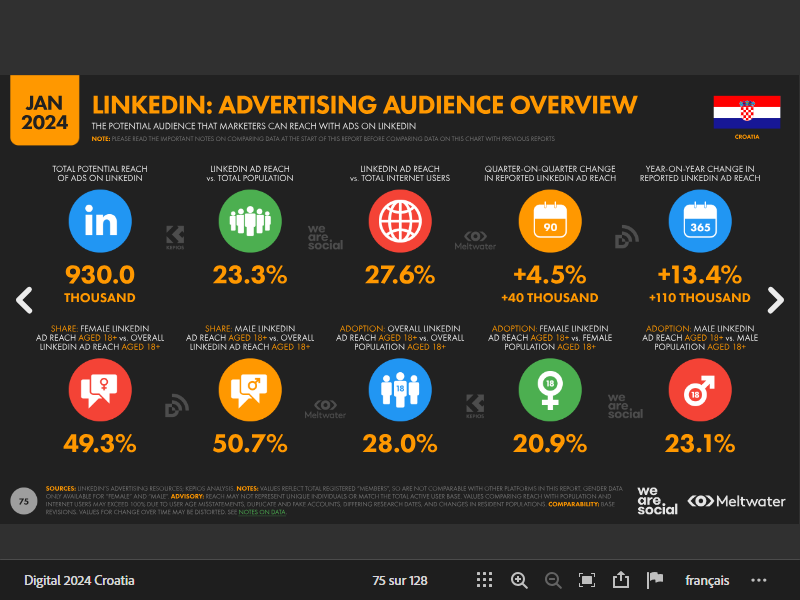 JAN
2024
LINKEDIN: ADVERTISING AUDIENCE OVERVIEW
THE POTENTIAL AUDIENCE THAT MARKETERS CAN REACH WITH ADS ON LINKEDIN
NOTE: PLEASE READ THE IMPORTANT NOTES ON COMPARING DATA AT THE START OF THIS REPORT BEFORE COMPARING DATA ON THIS CHART WITH PREVIOUS REPORTS
CROATIA
TOTAL POTENTIAL REACH
OF ADS ON LINKEDIN
in
930.0
THOUSAND
LINKEDIN AD REACH
vs. TOTAL POPULATION
23.3%
LINKEDIN AD REACH
vs. TOTAL INTERNET USERS
27.6%
QUARTER-ON-QUARTER CHANGE
IN REPORTED LINKEDIN AD REACH
90
+4.5%
+40 THOUSAND
YEAR-ON-YEAR CHANGE IN
REPORTED LINKEDIN AD REACH
365
+13.4%
+110 THOUSAND
KEPIOS
we
are.
social
Meltwater
SHARE: FEMALE LINKEDIN
AD REACH AGED 18+ vs. OVERALL
LINKEDIN AD REACH AGED 18+
49.3%
SHARE: MALE LINKEDIN
AD REACH AGED 18+ vs. OVERALL
LINKEDIN AD REACH AGED 18+
50.7%
ADOPTION: OVERALL LINKEDIN
AD REACH AGED 18+ vs. OVERALL
POPULATION AGED 18+
18
28.0%
ADOPTION: FEMALE LINKEDIN
AD REACH AGED 18+ vs. FEMALE
POPULATION AGED 18+
18
20.9%
ADOPTION: MALE LINKEDIN
AD REACH AGED 18+ vs. MALE
POPULATION AGED 18+
18
23.1%
Meltwater
KEPIOS
we
are.
social
75
SOURCES: LINKEDIN'S ADVERTISING RESOURCES; KEPIOS ANALYSIS. NOTES: VALUES REFLECT TOTAL REGISTERED "MEMBERS", SO ARE NOT COMPARABLE WITH OTHER PLATFORMS IN THIS REPORT. GENDER DATA
ONLY AVAILABLE FOR "FEMALE" AND "MALE". ADVISORY: REACH MAY NOT REPRESENT UNIQUE INDIVIDUALS OR MATCH THE TOTAL ACTIVE USER BASE. VALUES COMPARING REACH WITH POPULATION AND
INTERNET USERS MAY EXCEED 100% DUE TO USER AGE MISSTATEMENTS, DUPLICATE AND FAKE ACCOUNTS, DIFFERING RESEARCH DATES, AND CHANGES IN RESIDENT POPULATIONS. COMPARABILITY: BASE
REVISIONS. VALUES FOR CHANGE OVER TIME MAY BE DISTORTED. SEE NOTES ON DATA.
we
are.
social
Meltwater
Digital 2024 Croatia
75 sur 128
français